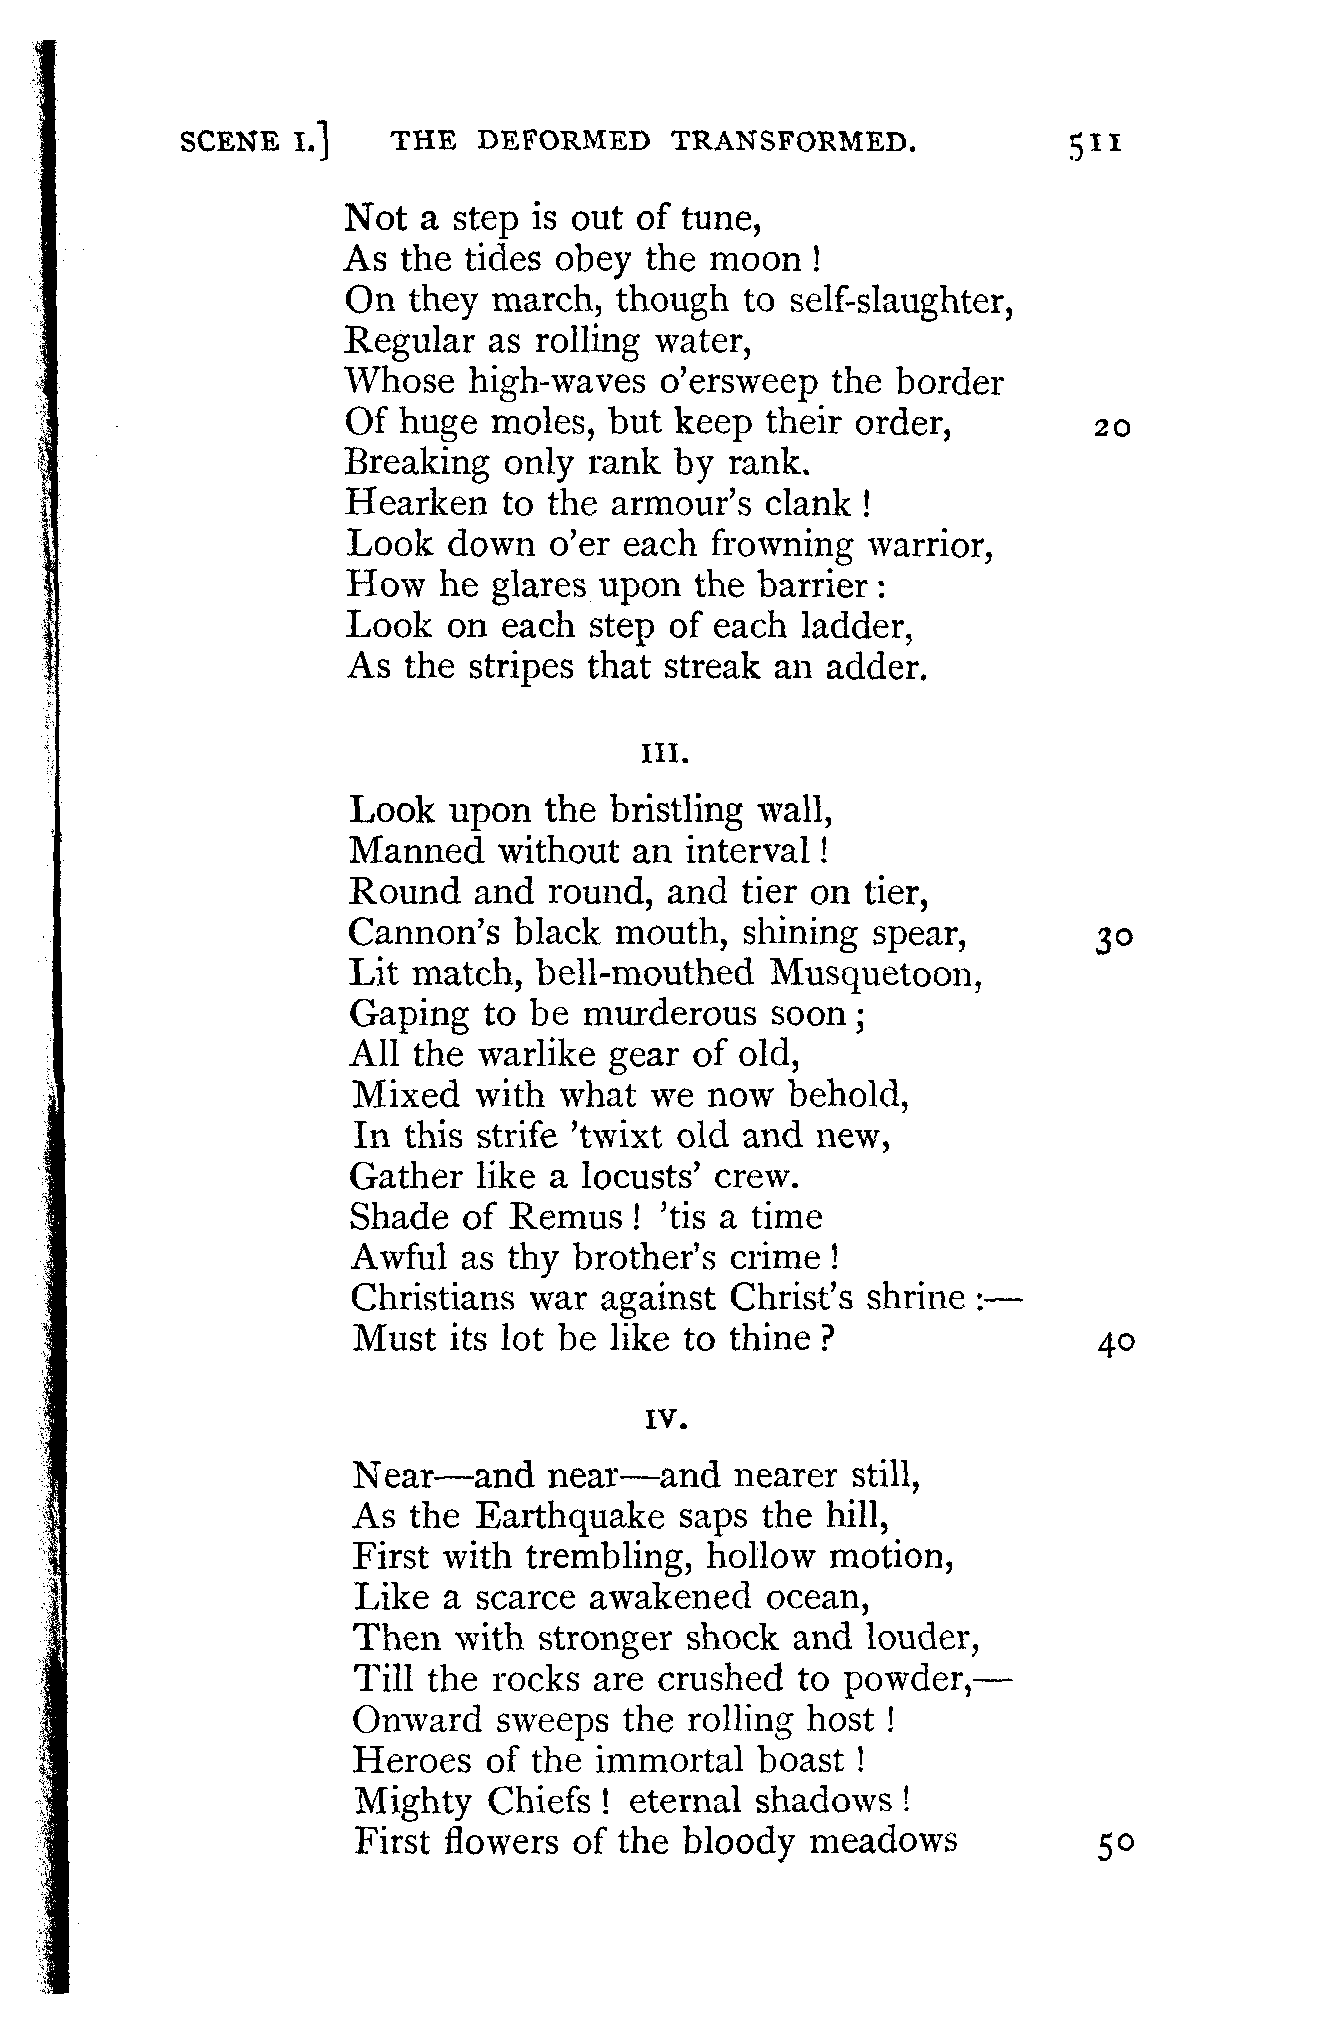 SCENE I.] THE DEFORMED TRANSFORMED. 511
Not a step is out of tune,
As the tides obey the moon !
On they march, though to self-slaughter,
Regular as rolling water,
Whose high-waves o'ersweep the border
Of huge moles, but keep their order, 20
Breaking only rank by rank.
Hearken to the armour's clank !
Look down o'er each frowning warrior,
How he glares upon the barrier :
Look on each step of each ladder,
As the stripes that streak an adder.
III.
Look upon the bristling wall,
Manned without an interval !
Round and round, and tier on tier,
Cannon's black mouth, shining spear, 30
Lit match, bell-mouthed Musquetoon,
Gaping to be murderous soon ;
All the warlike gear of old,
Mixed with what we now behold,
In this strife 'twixt old and new,
Gather like a locusts' crew.
Shade of Remus ! 'tis a time
Awful as thy brother's crime !
Christians war against Christ's shrine :—
Must its lot be like to thine ? 40
IV.
Near—and near—and nearer still,
As the Earthquake saps the hill,
First with trembling, hollow motion,
Like a scarce awakened ocean,
Then with stronger shock and louder,
Till the rocks are crushed to powder,—
Onward sweeps the rolling host !
Heroes of the immortal boast !
Mighty Chiefs ! eternal shadows !
First flowers of the bloody meadows 50